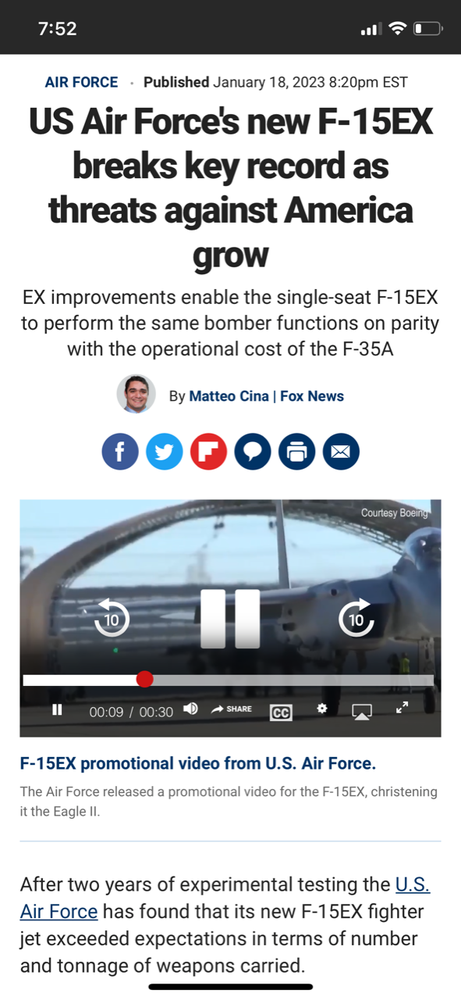 7:52
AIR FORCE · Published January 18, 2023 8:20pm EST
US Air Force's new F-15EX
breaks key record as
threats against America
grow
EX improvements enable the single-seat F-15EX
to perform the same bomber functions on parity
with the operational cost of the F-35A
By Matteo Cina | Fox News
Courtesy Boeing
10
10
00:09 / 00:30
SHARE
CC
F-15EX promotional video from U.S. Air Force.
The Air Force released a promotional video for the F-15EX, christening
it the Eagle II.
After two years of experimental testing the U.S.
Air Force has found that its new F-15EX fighter
jet exceeded expectations in terms of number
and tonnage of weapons carried.